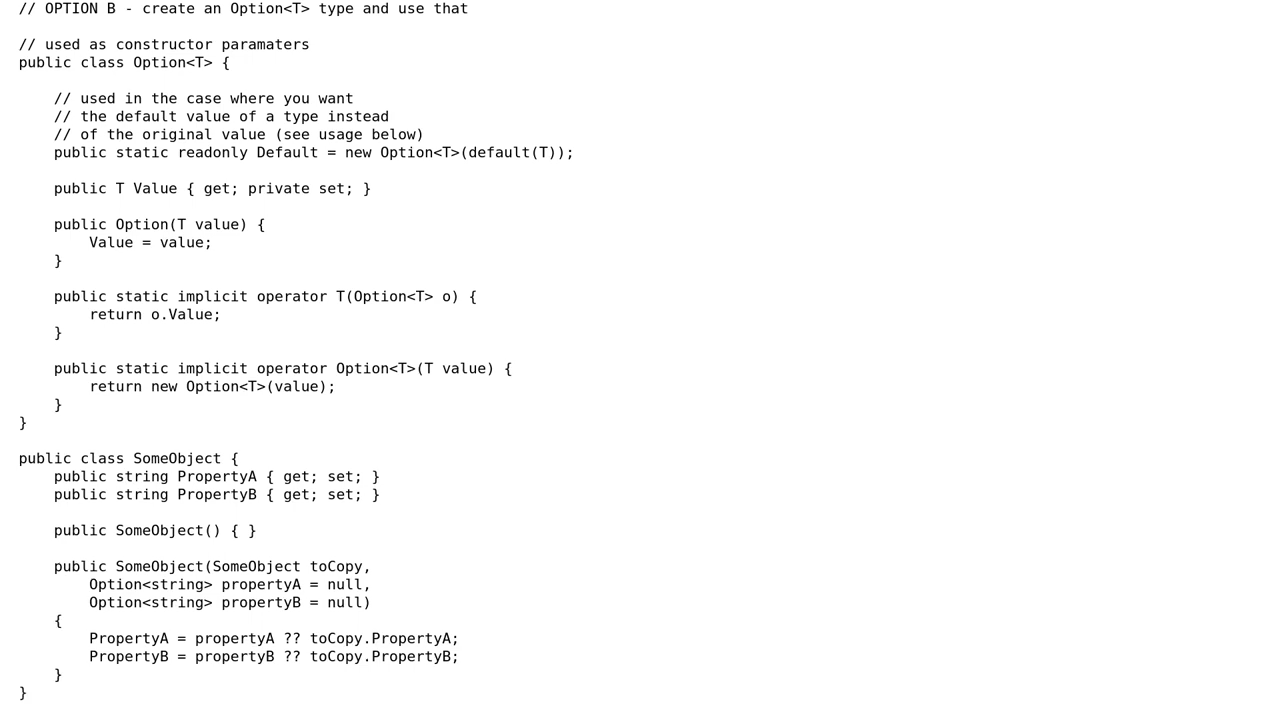 // OPTION B - create an Option<T> type and use that
// used as constructor paramaters
public class Option<T> {
// used in the case where you want
// the default value of a type instead
// of the original value (see usage below)
public static readonly Default = new Option<T>(default(T));
public T Value { get; private set; }
public Option(T value) {
Value = value;
}
public static implicit operator T(Option<T> o) {
return o.Value;
}
public static implicit operator Option<T>(T value) {
return new Option<T>(value);
}
}
public class SomeObject {
public string PropertyA { get; set; }
public string PropertyB { get; set; }
public SomeObject() { }
public SomeObject(SomeObject toCopy,
Option<string> propertyA = null,
Option<string> propertyB = null)
{
PropertyA = propertyA ?? toCopy.PropertyA;
PropertyB = propertyB ?? toCopy.PropertyB;
}
}